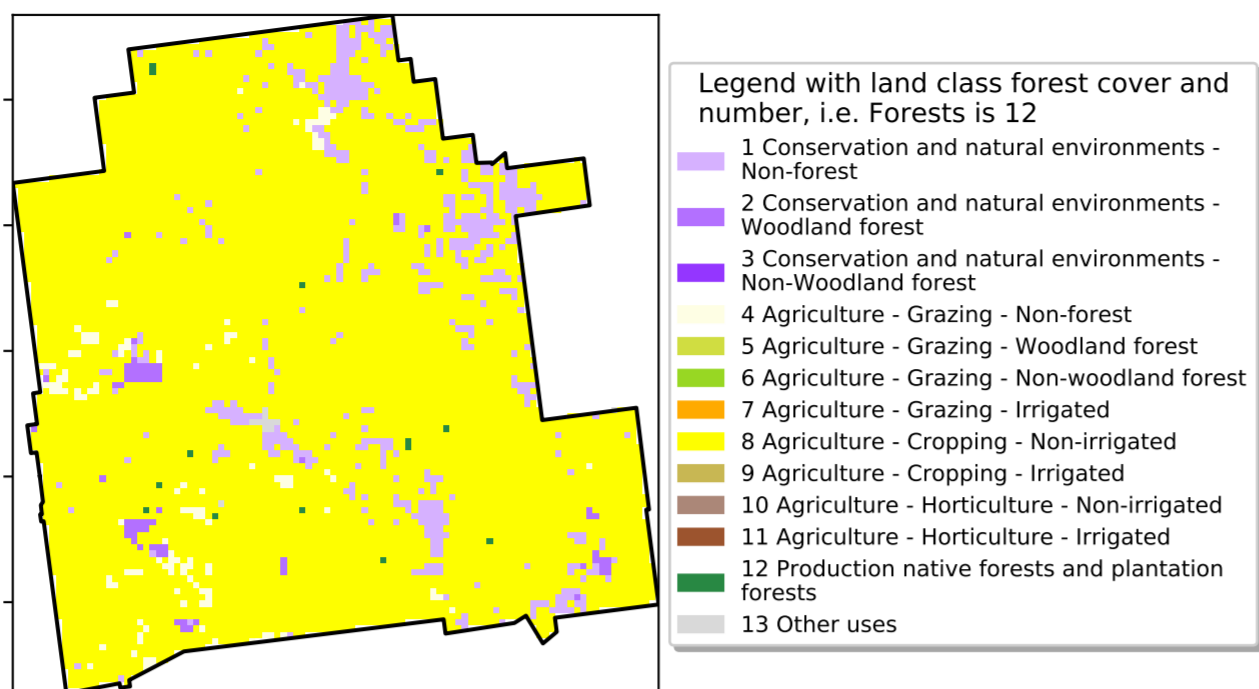 Legend with land class forest cover and
number, i.e. Forests is 12
1 Conservation and natural environments -
Non-forest
2 Conservation and natural environments -
Woodland forest
3 Conservation and natural environments -
Non-Woodland forest
4 Agriculture - Grazing - Non-forest
5 Agriculture - Grazing - Woodland forest
6 Agriculture - Grazing - Non-woodland forest
7 Agriculture - Grazing - Irrigated
8 Agriculture - Cropping - Non-irrigated
9 Agriculture - Cropping - Irrigated
10 Agriculture - Horticulture - Non-irrigated
11 Agriculture - Horticulture - Irrigated
12 Production native forests and plantation
forests
13 Other uses